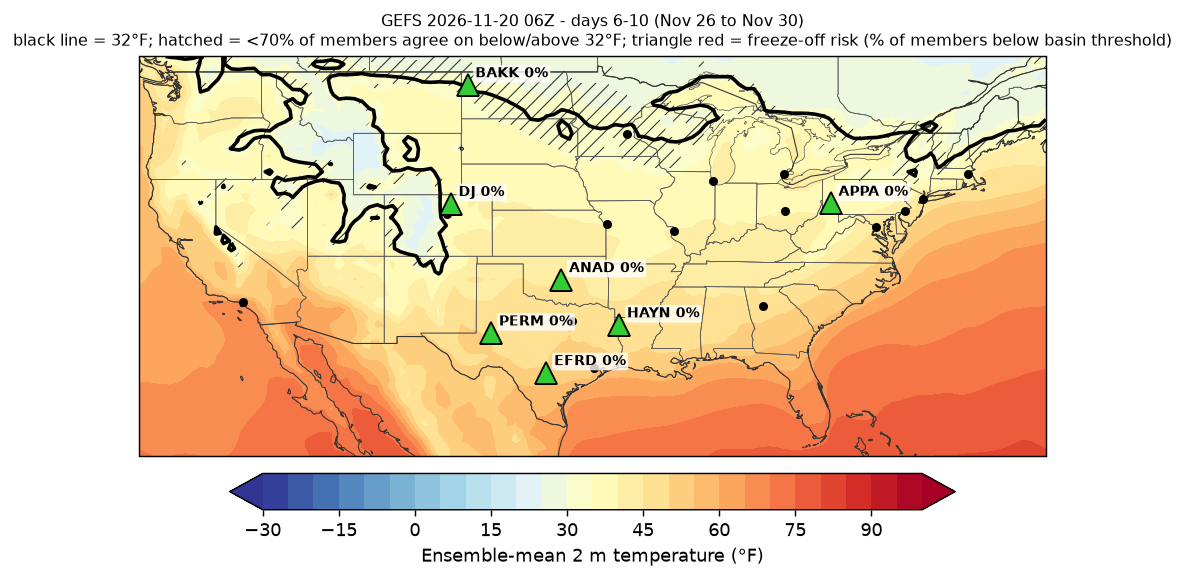 GEFS 2026-11-20 06Z - days 6-10 (Nov 26 to Nov 30)
black line = 32°F; hatched = <70% of members agree on below/above 32°F; triangle red = freeze-off risk (% of members below basin threshold)
BAKK 0%
DJ 0%
APPA 0%
ANAD 0%
HAYN 0%
PERM 0%
EFRD 0%
−30 −15 0 15 30 45 60 75 90
Ensemble-mean 2 m temperature (°F)